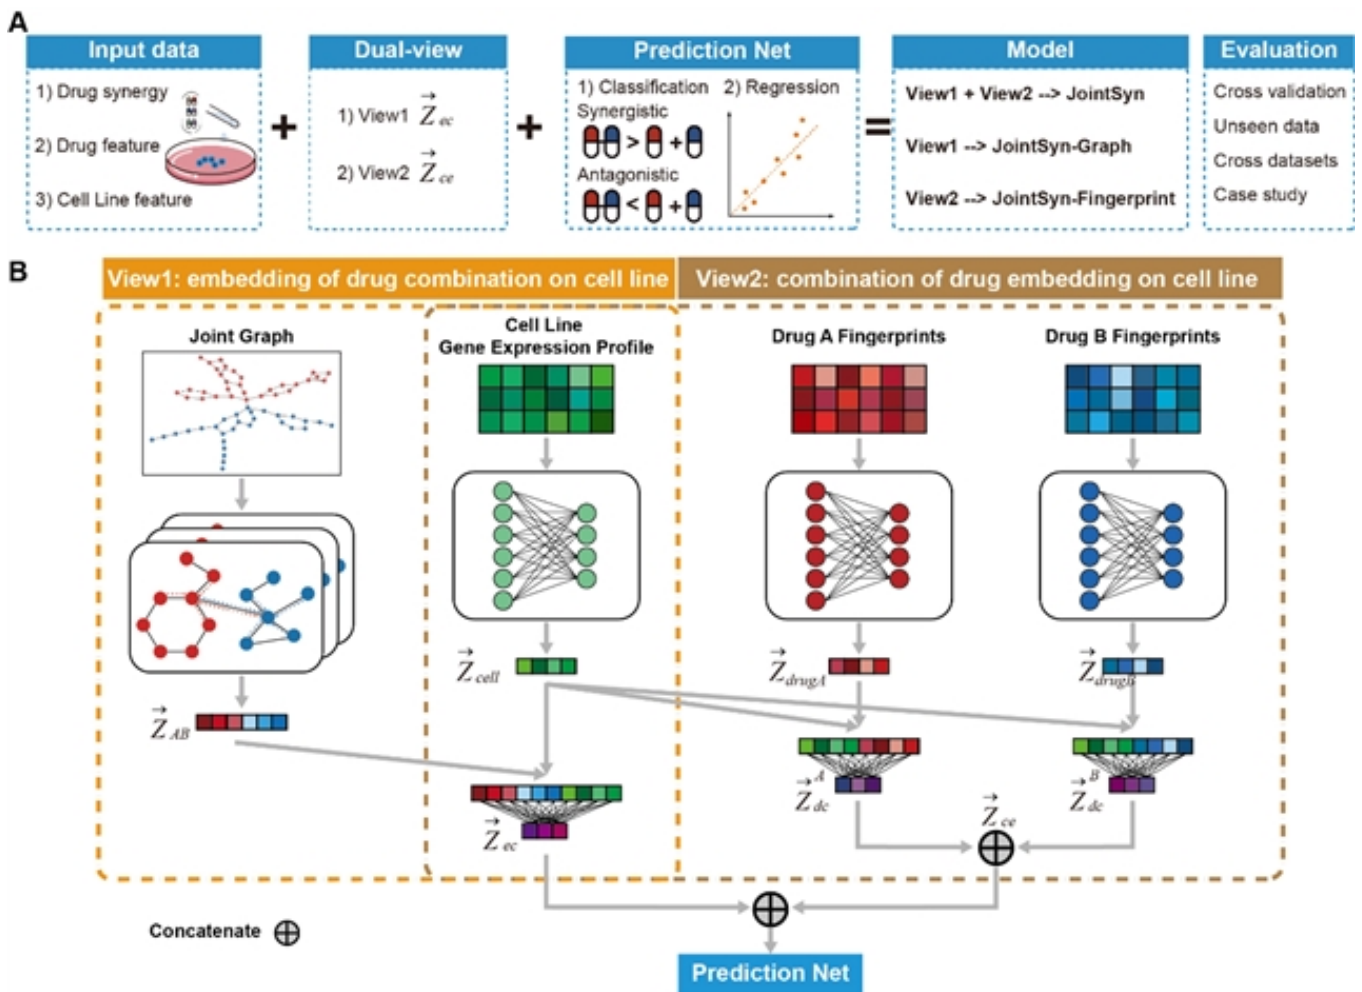 A
Input data
1) Drug synergy
2) Drug feature
3) Cell Line feature
+
Dual-view
1) View1 Z ec
2) View2 Z ce
+
Prediction Net
1) Classification 2) Regression
Synergistic
> +
Antagonistic
< +
=
Model
View1 + View2 --> JointSyn
View1 --> JointSyn-Graph
View2 --> JointSyn-Fingerprint
Evaluation
Cross validation
Unseen data
Cross datasets
Case study
B
View1: embedding of drug combination on cell line
View2: combination of drug embedding on cell line
Joint Graph
Cell Line
Gene Expression Profile
Drug A Fingerprints
Drug B Fingerprints
Z cell
Z drugA
Z drugB
Z AB
Z dc A
Z dc B
Z ec
Z ce
Concatenate
Prediction Net